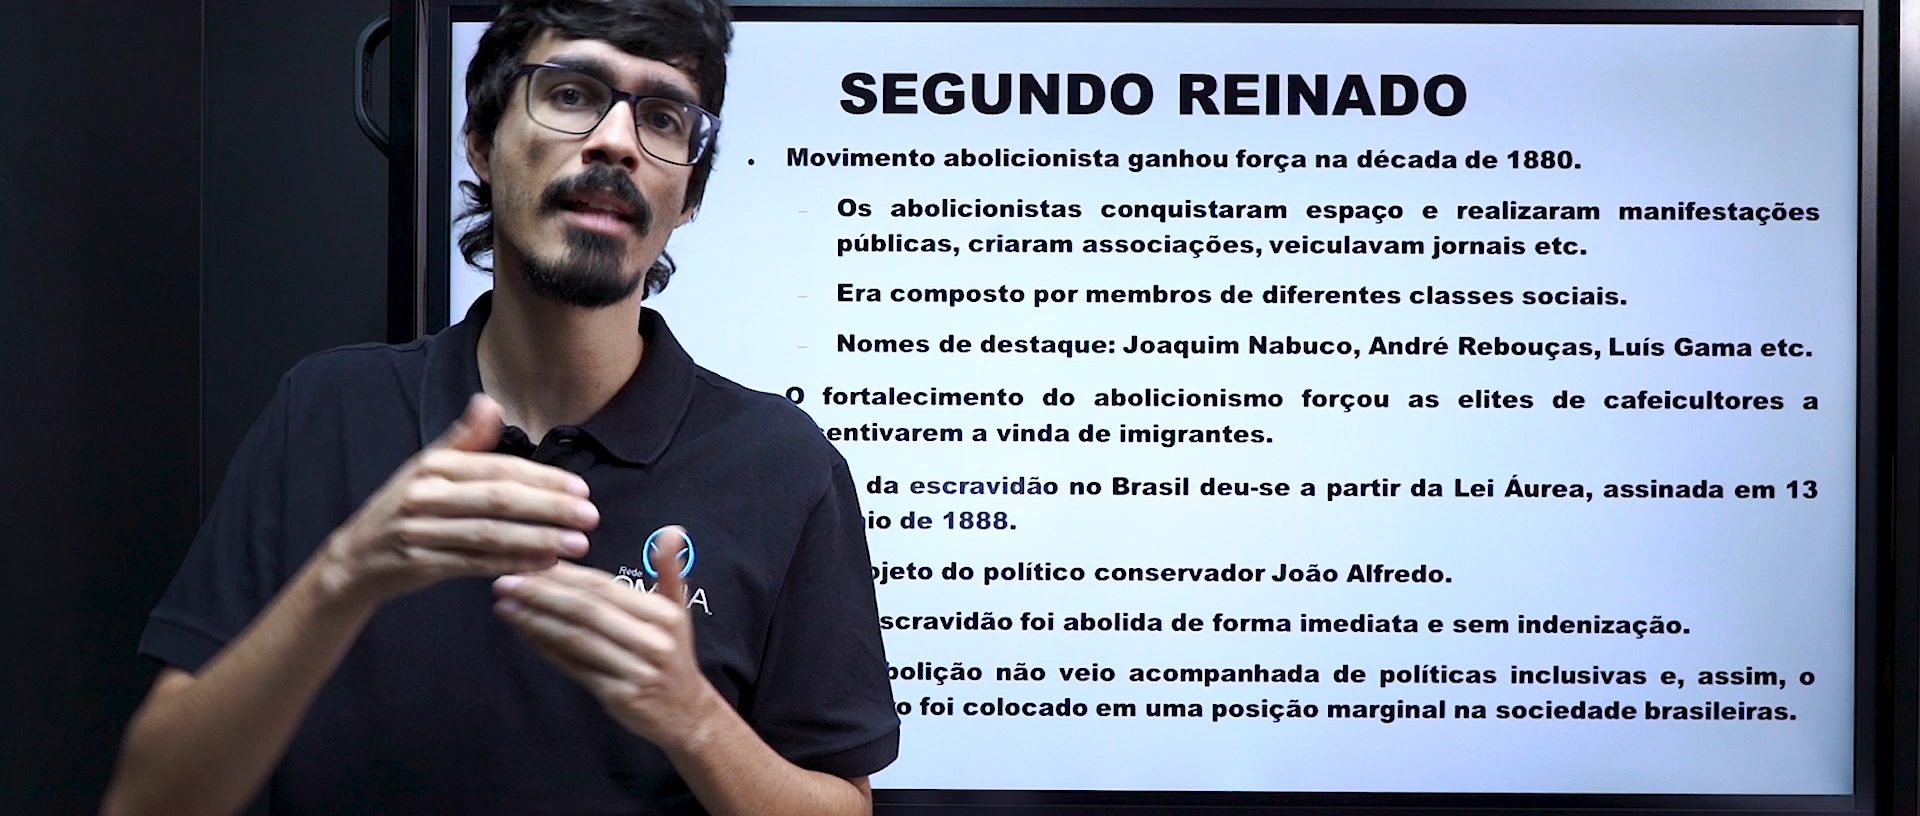 SEGUNDO REINADO
• Movimento abolicionista ganhou força na década de 1880.
– Os abolicionistas conquistaram espaço e realizaram manifestações
públicas, criaram associações, veiculavam jornais etc.
– Era composto por membros de diferentes classes sociais.
– Nomes de destaque: Joaquim Nabuco, André Rebouças, Luís Gama etc.
O fortalecimento do abolicionismo forçou as elites de cafeicultores a
sentivarem a vinda de imigrantes.
da escravidão no Brasil deu-se a partir da Lei Áurea, assinada em 13
io de 1888.
ojeto do político conservador João Alfredo.
scravidão foi abolida de forma imediata e sem indenização.
bolição não veio acompanhada de políticas inclusivas e, assim, o
o foi colocado em uma posição marginal na sociedade brasileiras.
Rede